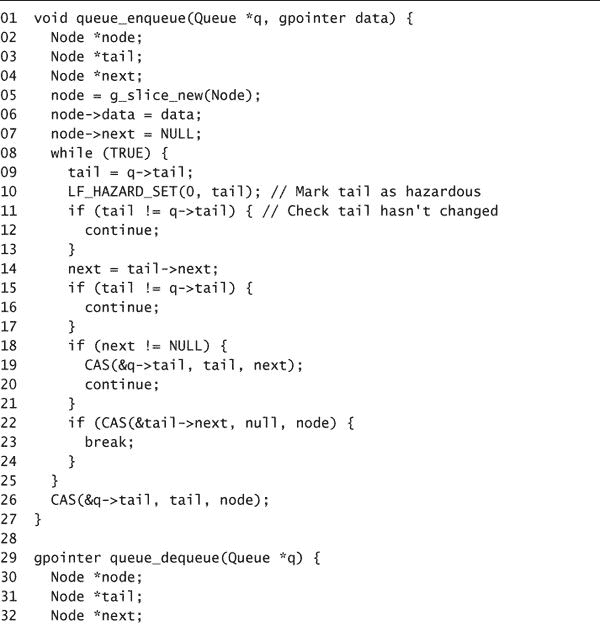 01 void queue_enqueue(Queue *q, gpointer data) {
02   Node *node;
03   Node *tail;
04   Node *next;
05   node = g_slice_new(Node);
06   node->data = data;
07   node->next = NULL;
08   while (TRUE) {
09     tail = q->tail;
10     LF_HAZARD_SET(0, tail); // Mark tail as hazardous
11     if (tail != q->tail) { // Check tail hasn't changed
12       continue;
13     }
14     next = tail->next;
15     if (tail != q->tail) {
16       continue;
17     }
18     if (next != NULL) {
19       CAS(&q->tail, tail, next);
20       continue;
21     }
22     if (CAS(&tail->next, null, node) {
23       break;
24     }
25   }
26   CAS(&q->tail, tail, node);
27 }
28
29 gpointer queue_dequeue(Queue *q) {
30   Node *node;
31   Node *tail;
32   Node *next;